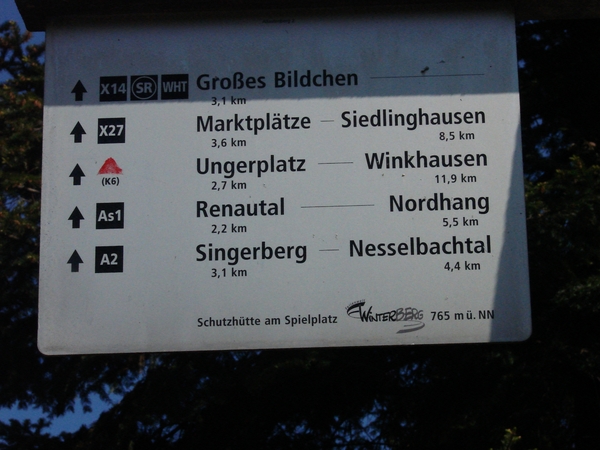 X14 SR WHT Großes Bildchen
3,1 km
X27 Marktplätze Siedlinghausen
3,6 km 8,5 km
(K6) Ungerplatz Winkhausen
2,7 km 11,9 km
As1 Renautal Nordhang
2,2 km 5,5 km
A2 Singerberg Nesselbachtal
3,1 km 4,4 km
Schutzhütte am Spielplatz WINTERBERG 765 m ü. NN